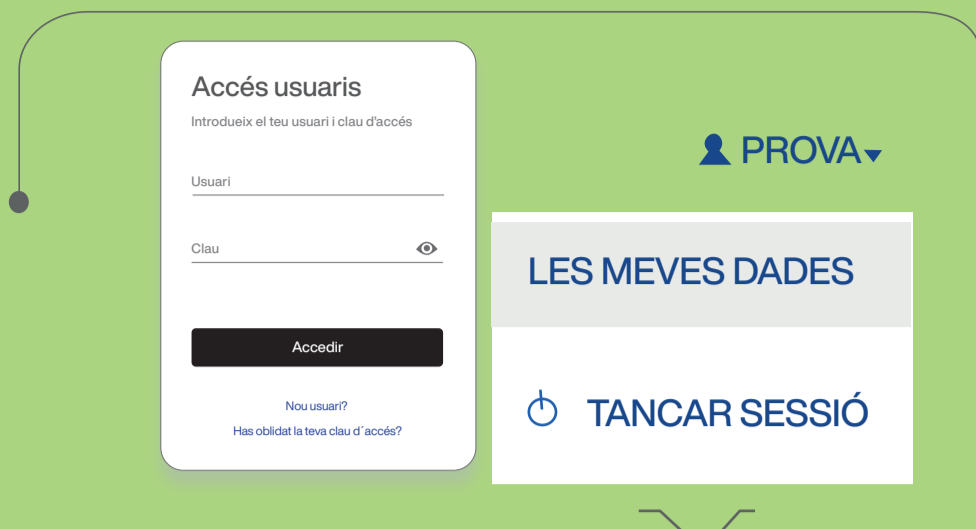 Accés usuaris
Introdueix el teu usuari i clau d'accés
Usuari
Clau
Accedir
Nou usuari?
Has oblidat la teva clau d´accés?
PROVA
LES MEVES DADES
TANCAR SESSIÓ